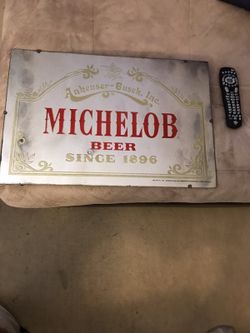 Anheuser-Busch, Inc.
MICHELOB
BEER
SINCE 1896